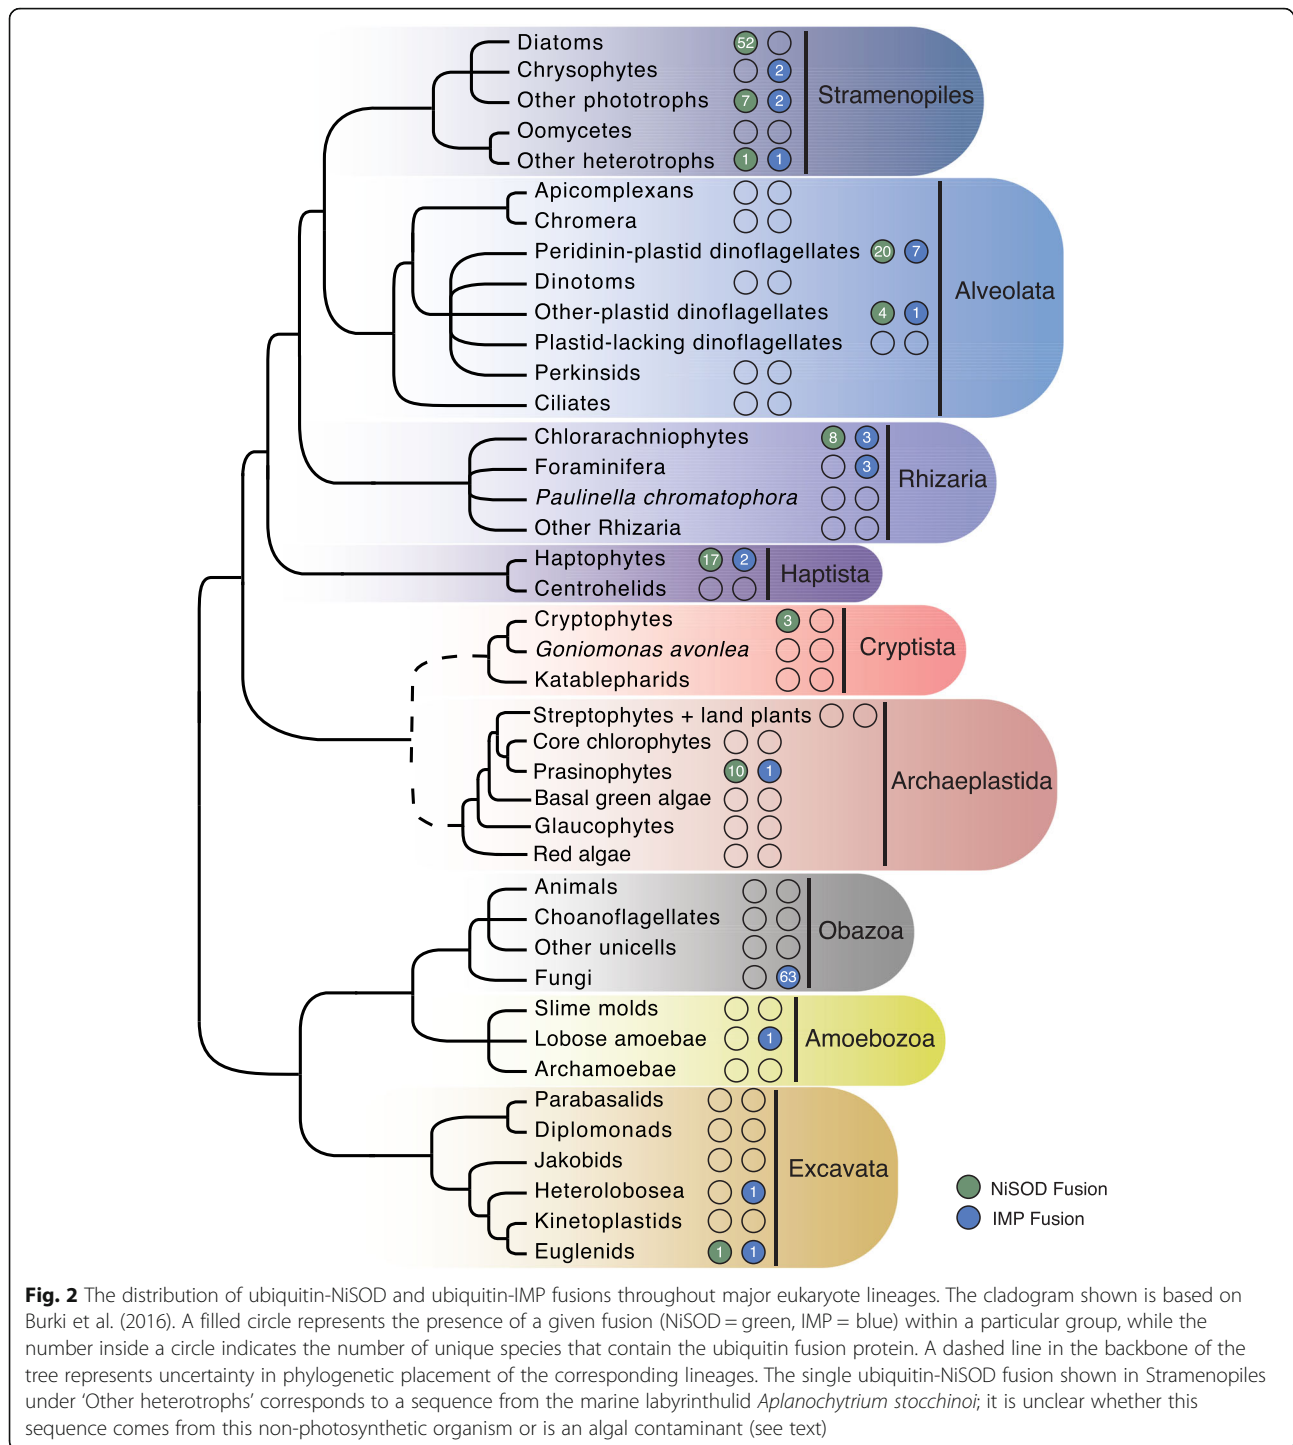 Diatoms 52
Chrysophytes 2
Other phototrophs 7 2
Oomycetes
Other heterotrophs 1 1
Stramenopiles
Apicomplexans
Chromera
Peridinin-plastid dinoflagellates 20 7
Dinotoms
Other-plastid dinoflagellates 4 1
Plastid-lacking dinoflagellates
Perkinsids
Ciliates
Alveolata
Chlorarachniophytes 8 3
Foraminifera 3
Paulinella chromatophora
Other Rhizaria
Rhizaria
Haptophytes 17 2
Centrohelids
Haptista
Cryptophytes 3
Goniomonas avonlea
Katablepharids
Cryptista
Streptophytes + land plants
Core chlorophytes
Prasinophytes 10 1
Basal green algae
Glaucophytes
Red algae
Archaeplastida
Animals
Choanoflagellates
Other unicells
Fungi 63
Obazoa
Slime molds
Lobose amoebae 1
Archamoebae
Amoebozoa
Parabasalids
Diplomonads
Jakobids
Heterolobosea 1
Kinetoplastids
Euglenids 1 1
Excavata
NiSOD Fusion
IMP Fusion
Fig. 2 The distribution of ubiquitin-NiSOD and ubiquitin-IMP fusions throughout major eukaryote lineages. The cladogram shown is based on
Burki et al. (2016). A filled circle represents the presence of a given fusion (NiSOD = green, IMP = blue) within a particular group, while the
number inside a circle indicates the number of unique species that contain the ubiquitin fusion protein. A dashed line in the backbone of the
tree represents uncertainty in phylogenetic placement of the corresponding lineages. The single ubiquitin-NiSOD fusion shown in Stramenopiles
under ‘Other heterotrophs’ corresponds to a sequence from the marine labyrinthulid Aplanochytrium stocchinoi; it is unclear whether this
sequence comes from this non-photosynthetic organism or is an algal contaminant (see text)